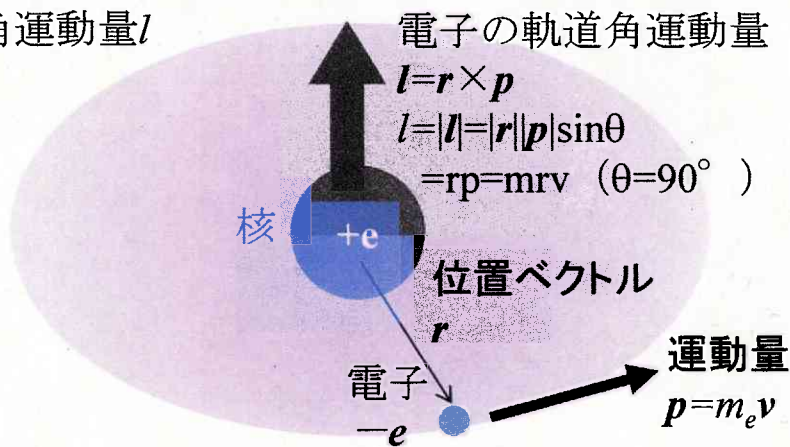 角運動量l
電子の軌道角運動量
l=r×p
l=|l|=|r||p|sinθ
=rp=mrv (θ=90° )
核
+e
位置ベクトル
r
運動量
p=mₑv
電子
−e